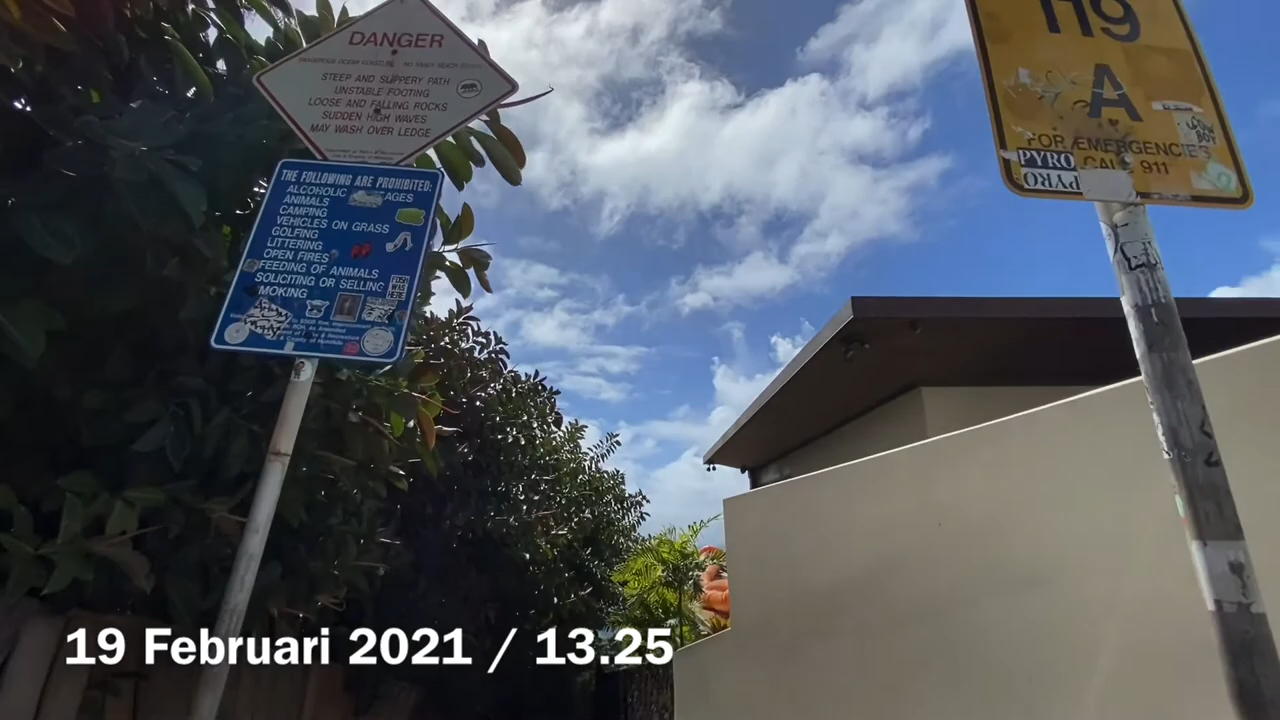 DANGER
STEEP AND SLIPPERY PATH
UNSTABLE FOOTING
LOOSE AND FALLING ROCKS
SUDDEN HIGH WAVES
MAY WASH OVER LEDGE
THE FOLLOWING ARE PROHIBITED:
ALCOHOLIC AGES
ANIMALS
CAMPING
VEHICLES ON GRASS
GOLFING
LITTERING
OPEN FIRES
FEEDING OF ANIMALS
SOLICITING OR SELLING
MOKING
119
A
FOR EMERGENCIES
CALL 911
PYRO
PYRO
19 Februari 2021 / 13.25